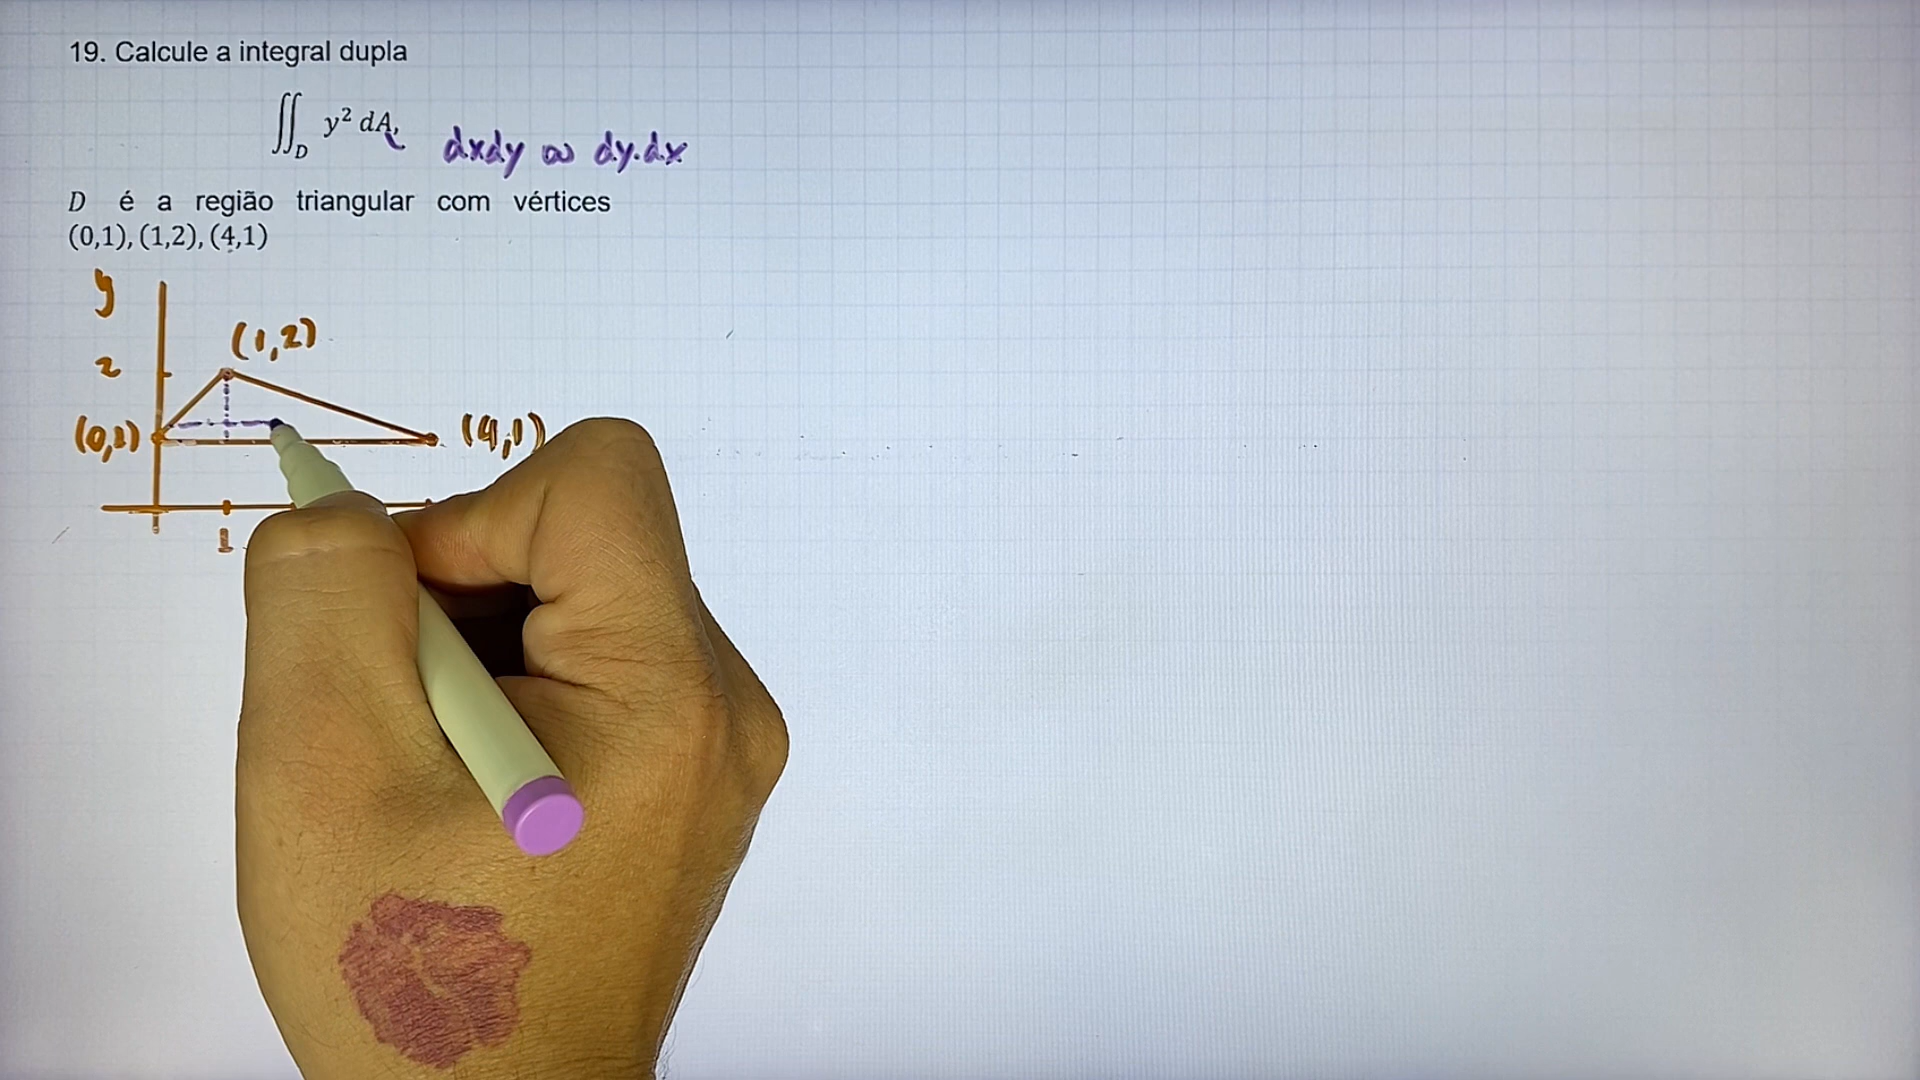 19. Calcule a integral dupla
∬_D y² dA, dxdy ou dy.dx
D é a região triangular com vértices
(0,1), (1,2), (4,1)
y
(1,2)
2
(0,1) (4,1)
1